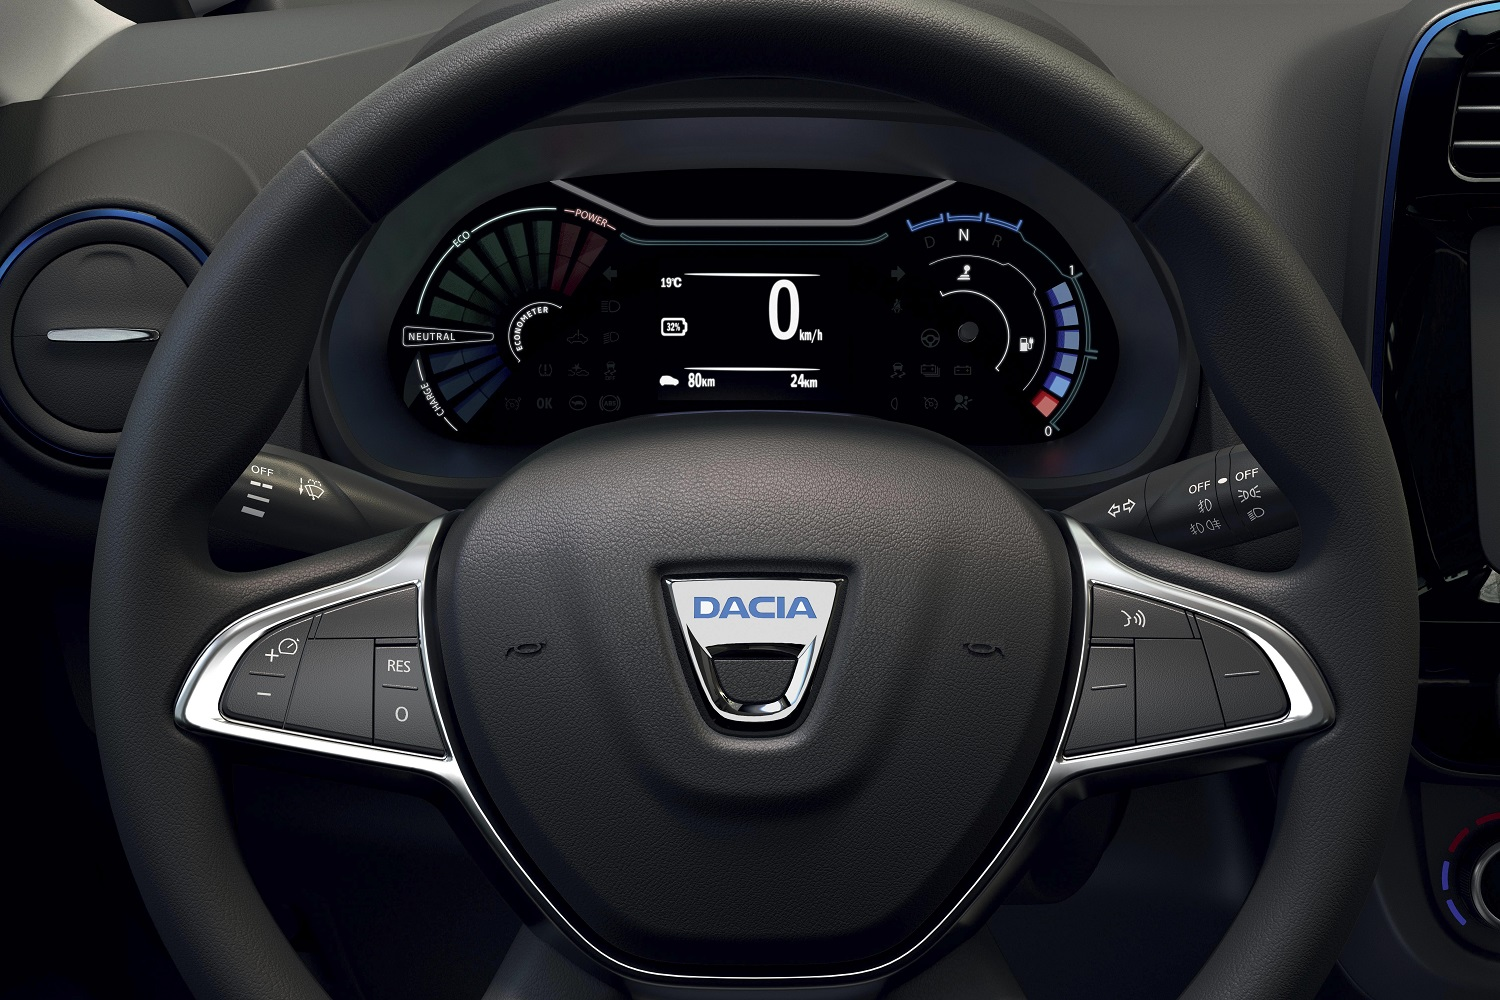 POWER
ECO
D N R
1
19°C
0 km/h
ECONOMETER
NEUTRAL
32%
80KM 24KM
CHARGE
OK
(ABS)
0
OFF
OFF OFF
DACIA
+
-
RES
O